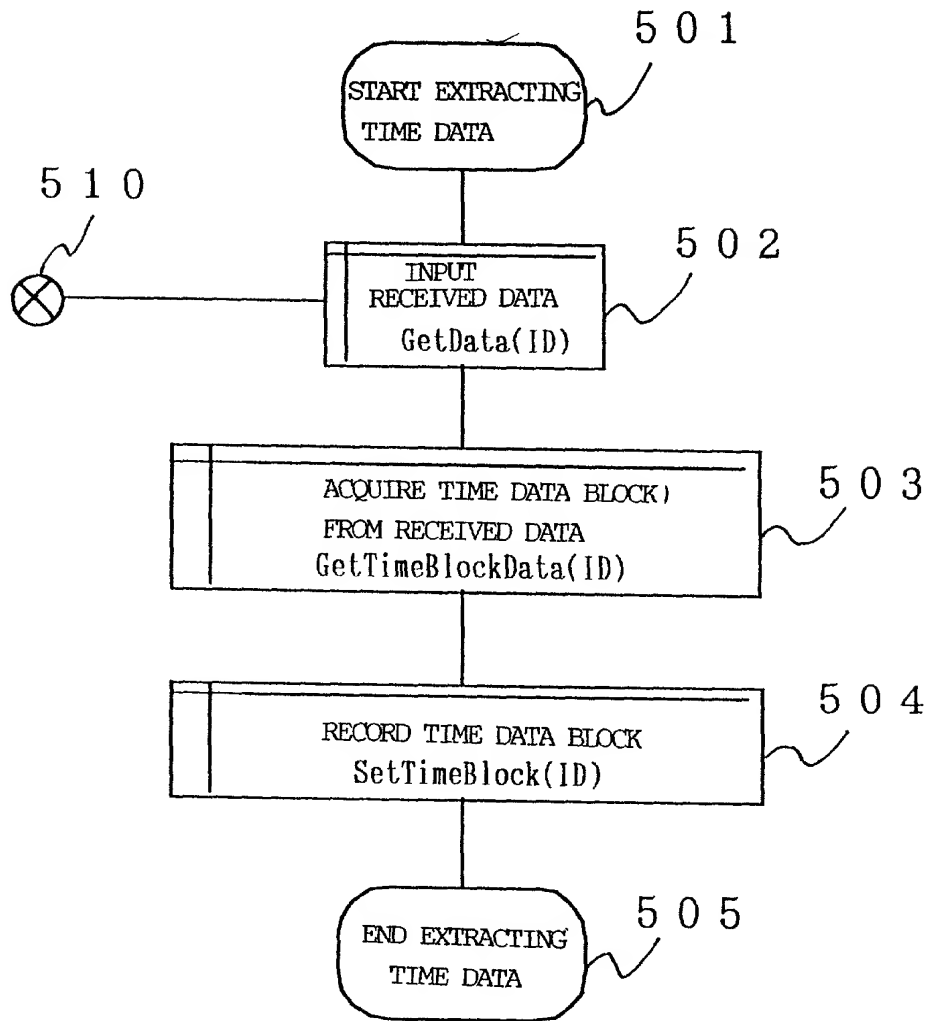 501
START EXTRACTING
TIME DATA
510
502
INPUT
RECEIVED DATA
GetData(ID)
503
ACQUIRE TIME DATA BLOCK)
FROM RECEIVED DATA
GetTimeBlockData(ID)
504
RECORD TIME DATA BLOCK
SetTimeBlock(ID)
505
END EXTRACTING
TIME DATA